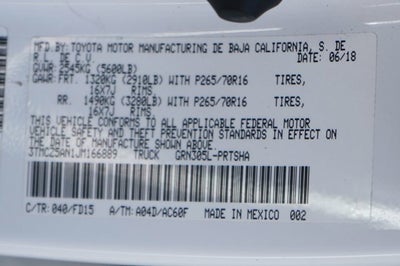 MFD.BY:TOYOTA MOTOR MANUFACTURING DE BAJA CALIFORNIA, S. DE
R.L. DE C.V. 06/18
GVWR: 2545KG (5600LB)
GAWR:FRT. 1320KG (2910LB) WITH P265/70R16 TIRES,
16X7J RIMS
RR. 1490KG (3280LB) WITH P265/70R16 TIRES,
16X7J RIMS
THIS VEHICLE CONFORMS TO ALL APPLICABLE FEDERAL MOTOR
VEHICLE SAFETY AND THEFT PREVENTION STANDARDS IN EFFECT ON
THE DATE OF MANUFACTURE SHOWN ABOVE.
3TMCZ5AN1JM166889 TRUCK GRN305L-PRTSHA
C/TR: 040/FD15 A/TM: A04D/AC60F MADE IN MEXICO 002